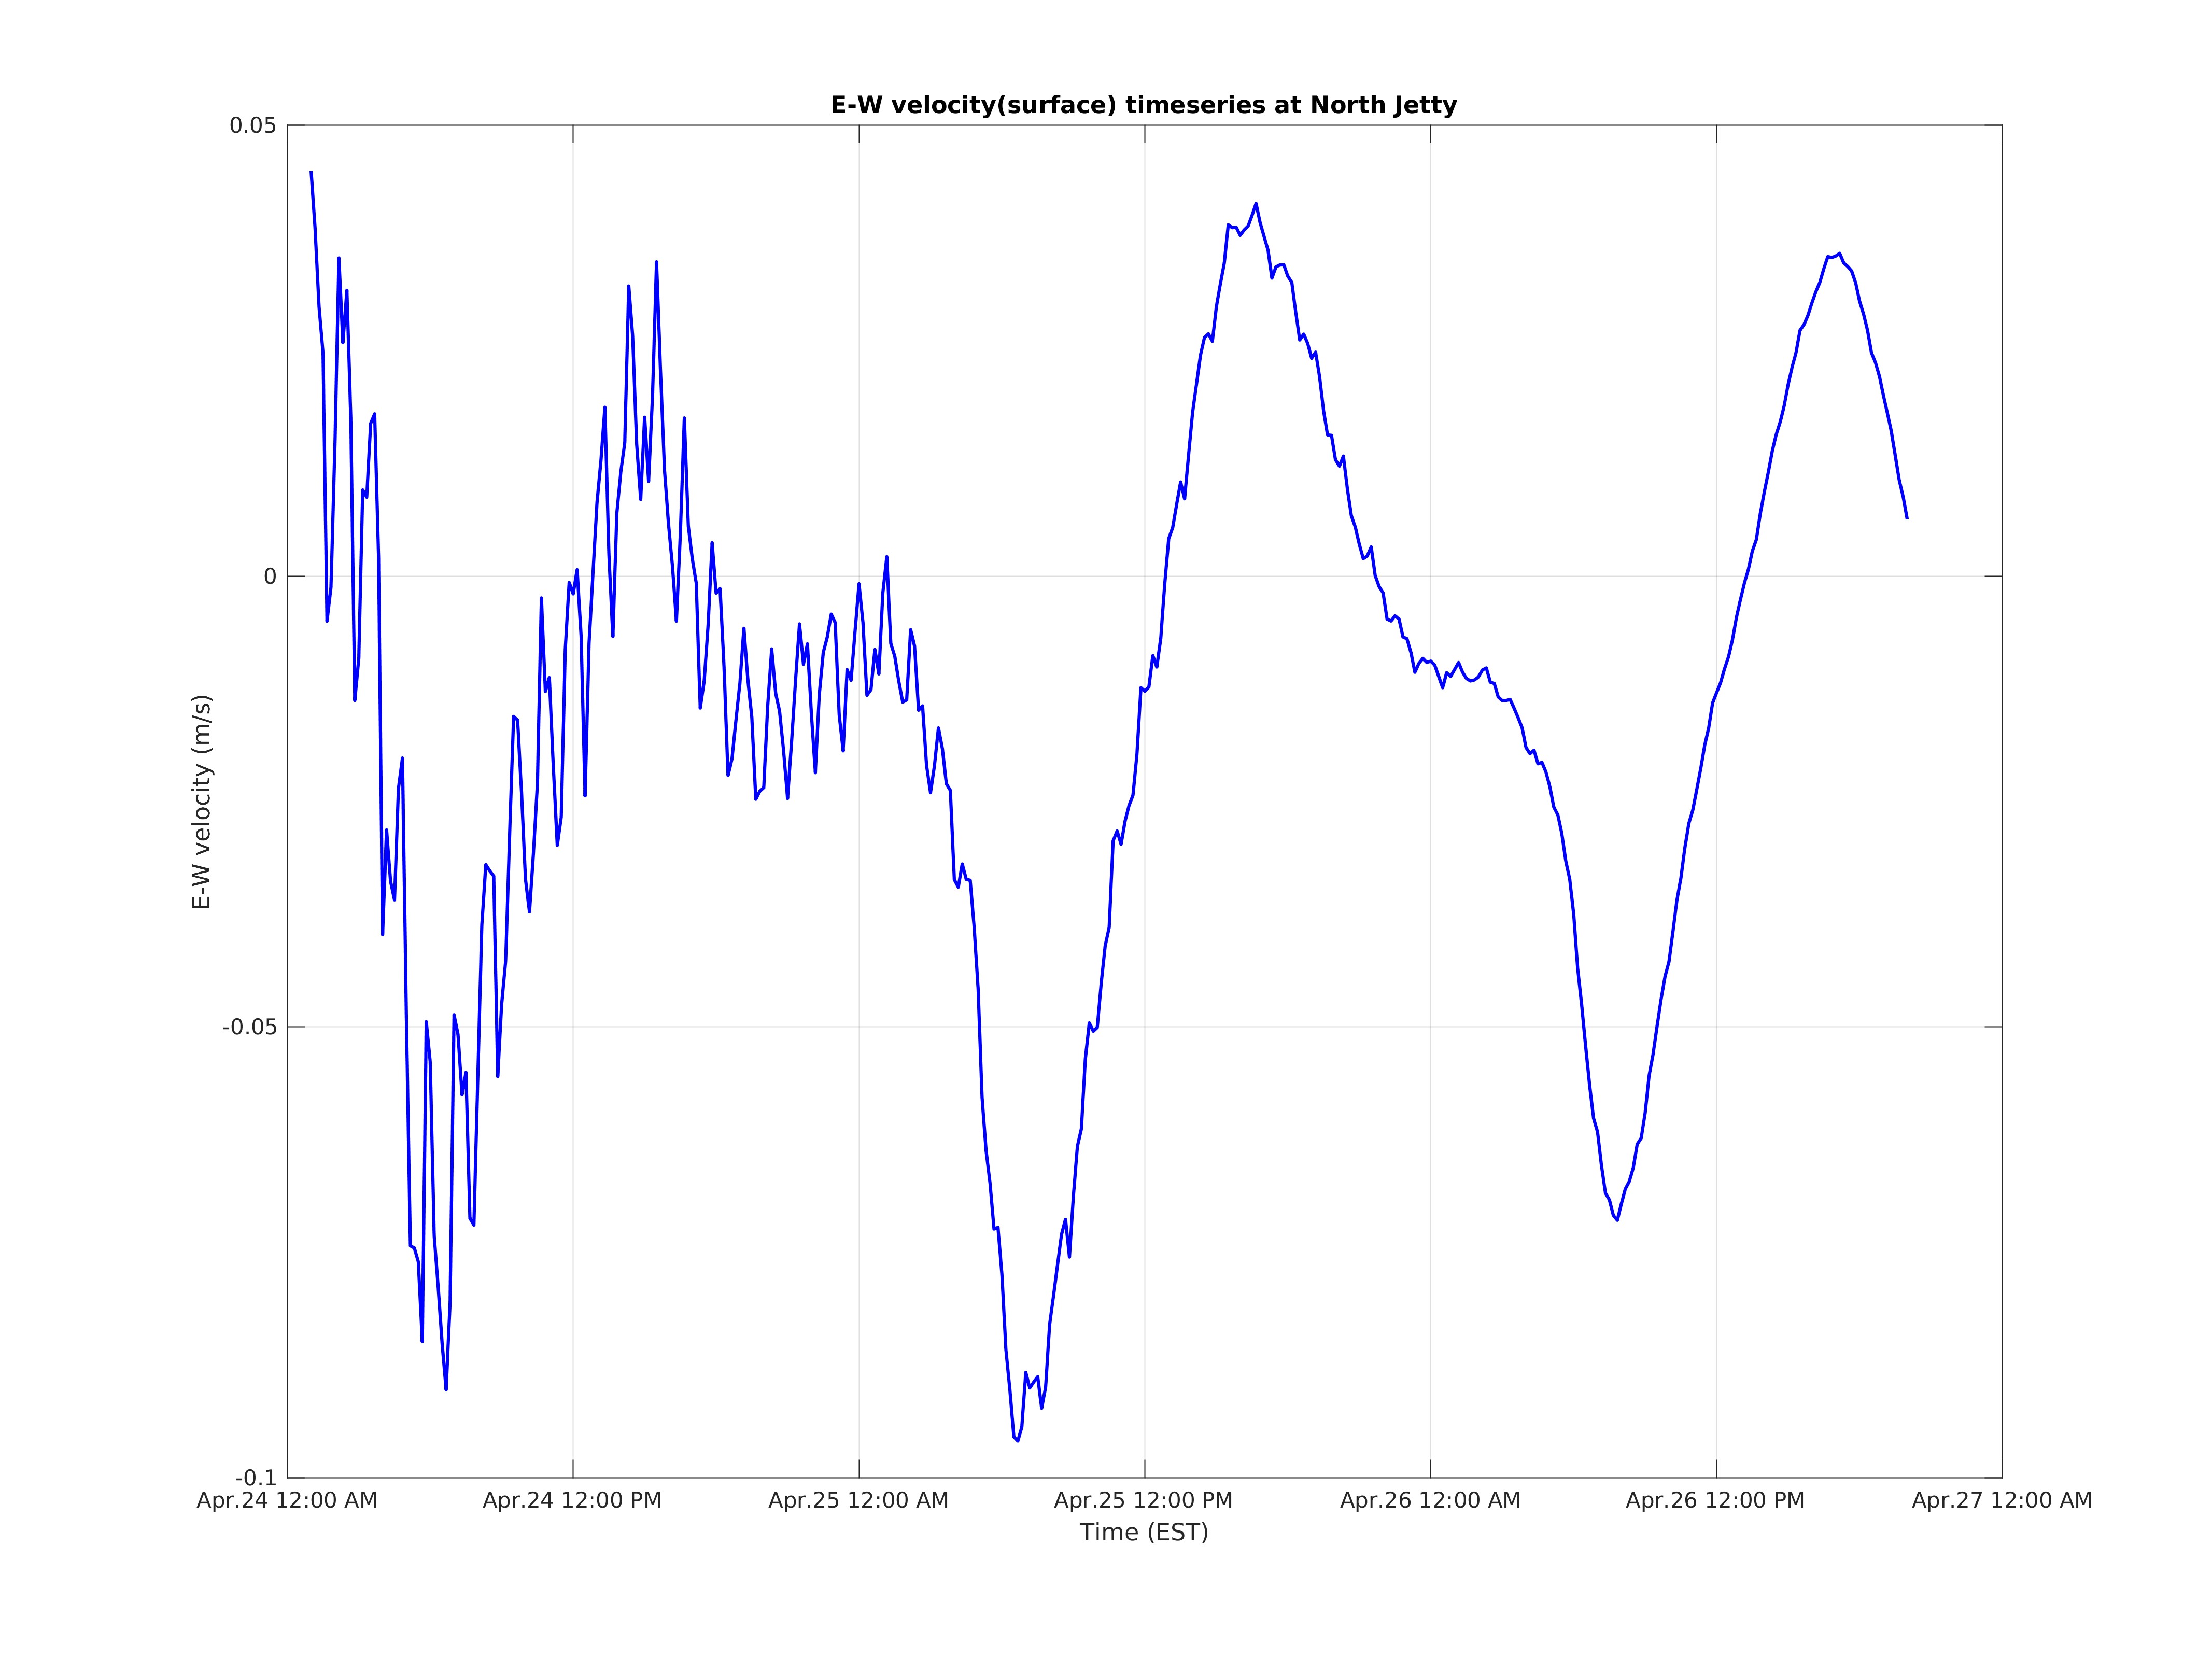 E-W velocity(surface) timeseries at North Jetty
0.05
0
-0.05
-0.1
E-W velocity (m/s)
Apr.24 12:00 AM
Apr.24 12:00 PM
Apr.25 12:00 AM
Apr.25 12:00 PM
Apr.26 12:00 AM
Apr.26 12:00 PM
Apr.27 12:00 AM
Time (EST)